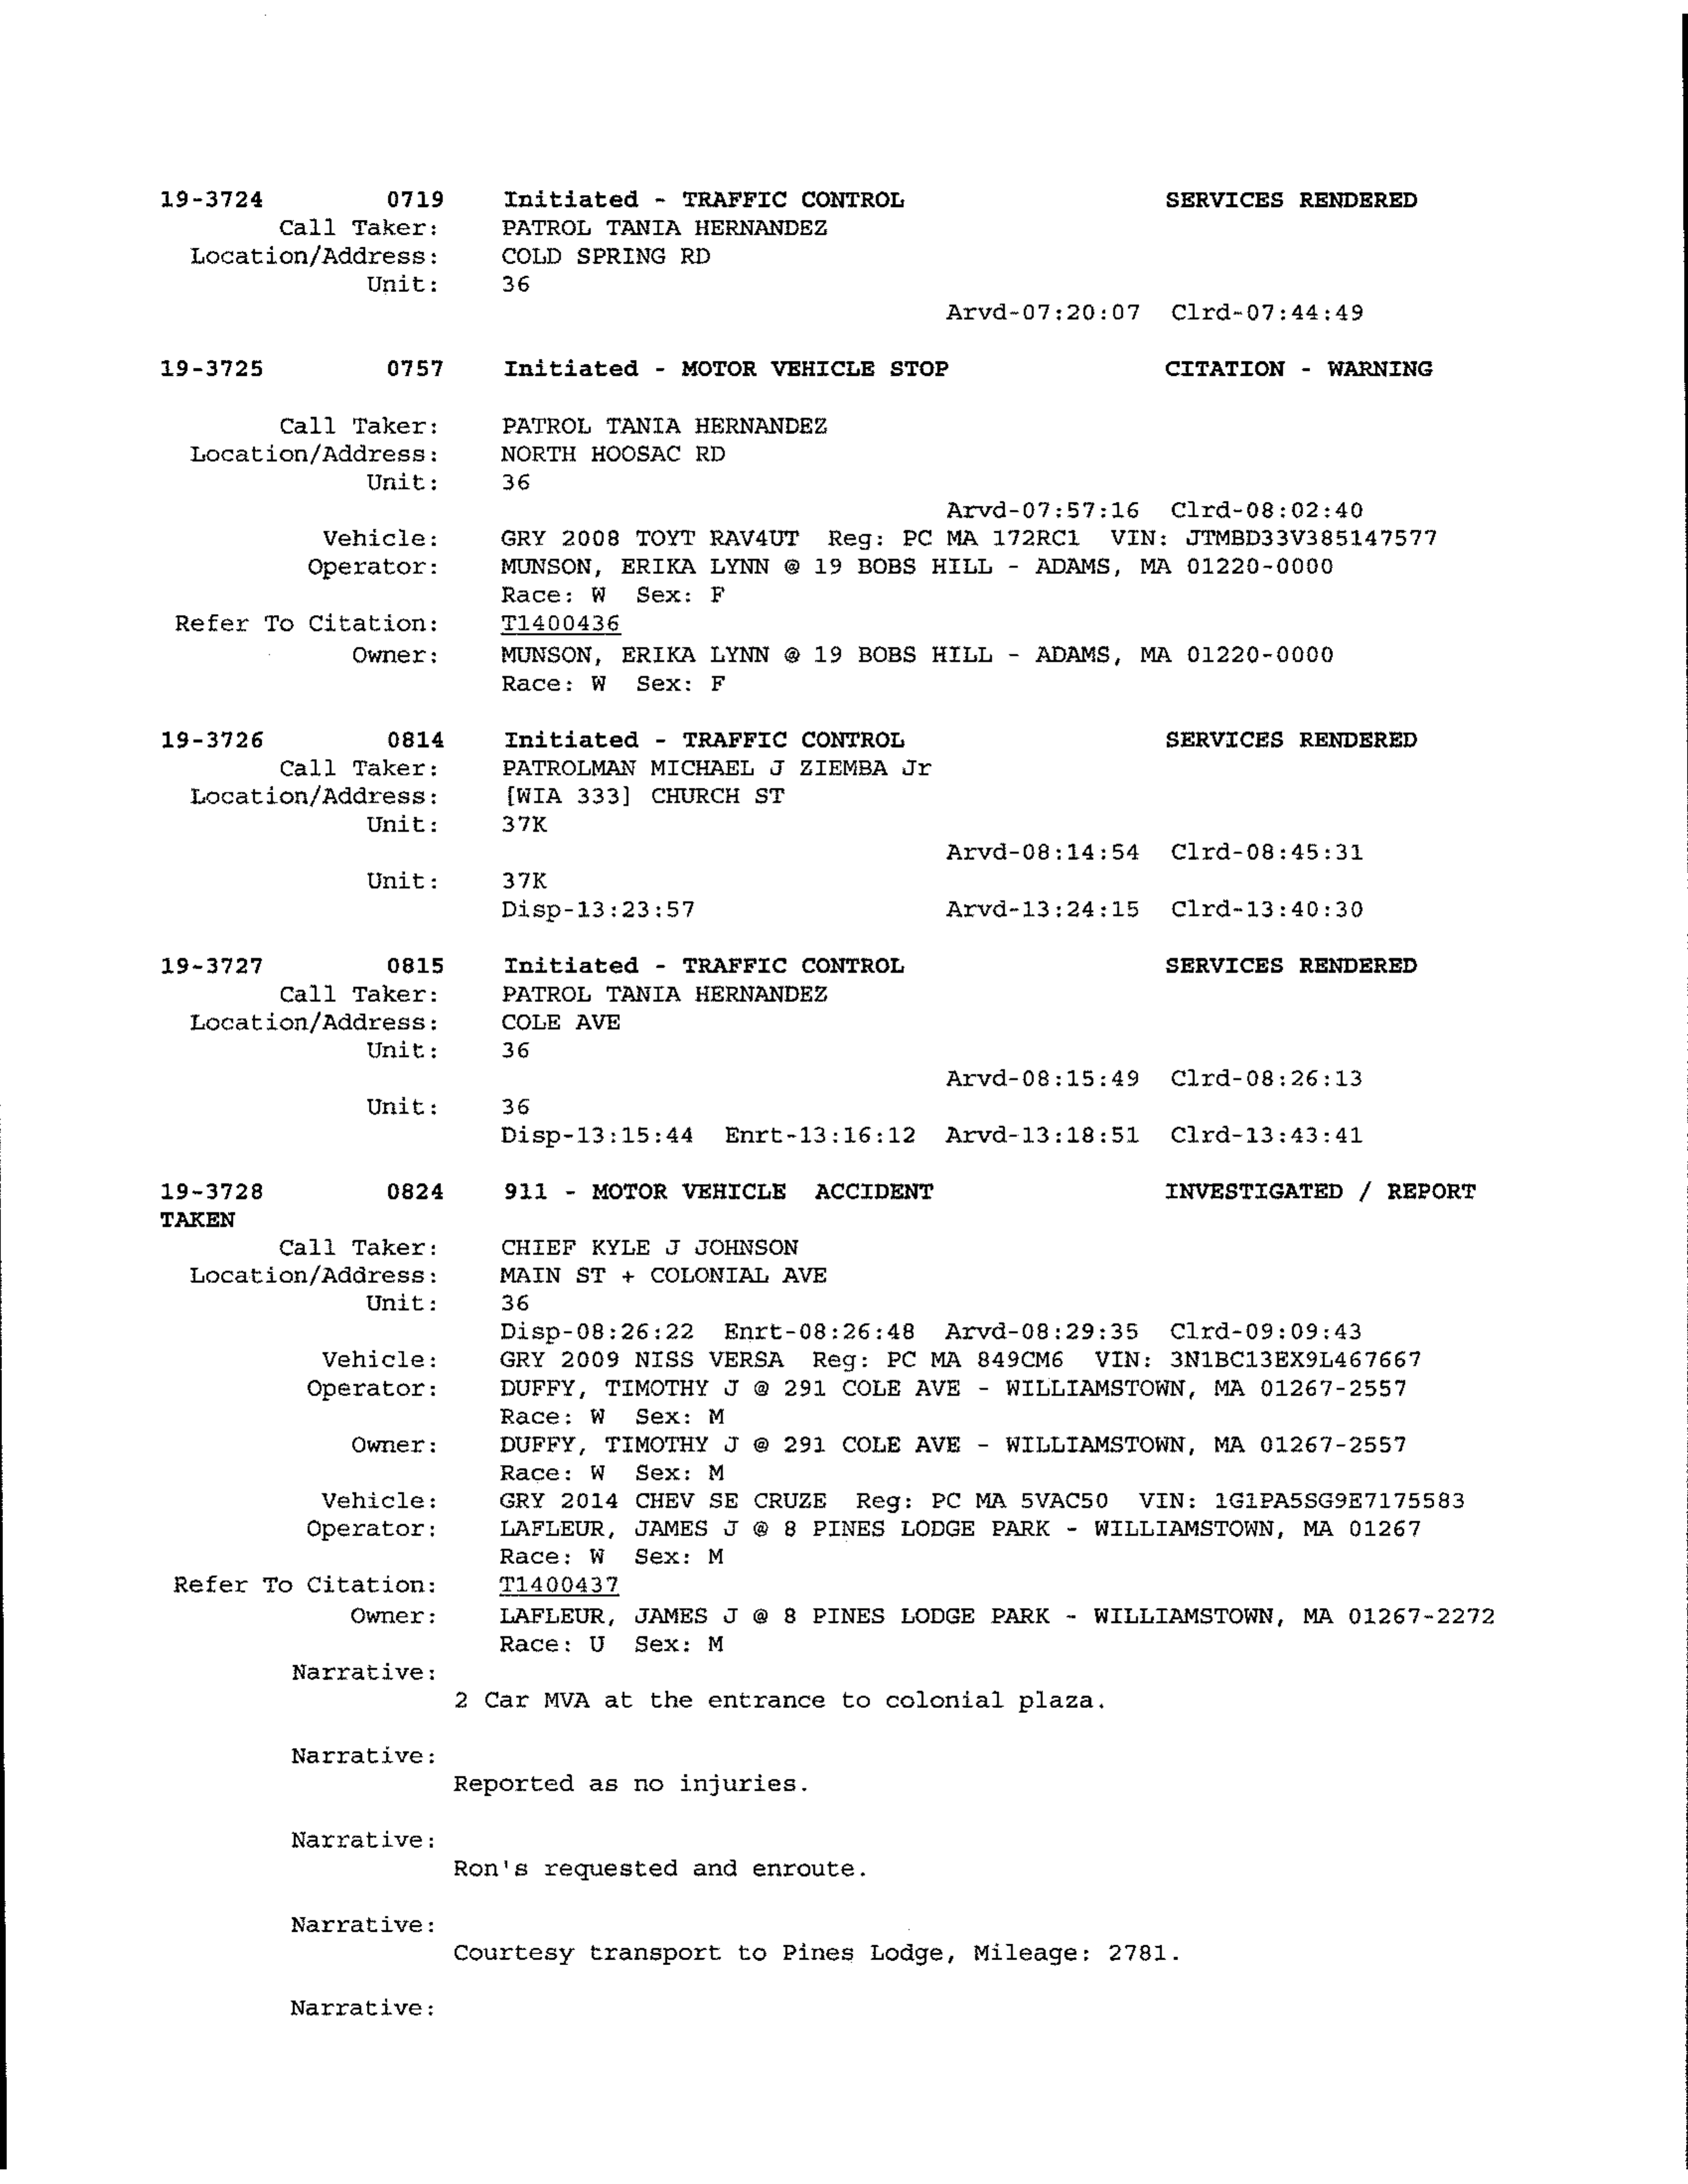 19-3724 0719 Initiated - TRAFFIC CONTROL SERVICES RENDERED
Call Taker: PATROL TANIA HERNANDEZ
Location/Address: COLD SPRING RD
Unit: 36
Arvd-07:20:07 Clrd-07:44:49
19-3725 0757 Initiated - MOTOR VEHICLE STOP CITATION - WARNING
Call Taker: PATROL TANIA HERNANDEZ
Location/Address: NORTH HOOSAC RD
Unit: 36
Arvd-07:57:16 Clrd-08:02:40
Vehicle: GRY 2008 TOYT RAV4UT Reg: PC MA 172RC1 VIN: JTMBD33V385147577
Operator: MUNSON, ERIKA LYNN @ 19 BOBS HILL - ADAMS, MA 01220-0000
Race: W Sex: F
Refer To Citation: T1400436
Owner: MUNSON, ERIKA LYNN @ 19 BOBS HILL - ADAMS, MA 01220-0000
Race: W Sex: F
19-3726 0814 Initiated - TRAFFIC CONTROL SERVICES RENDERED
Call Taker: PATROLMAN MICHAEL J ZIEMBA Jr
Location/Address: [WIA 333] CHURCH ST
Unit: 37K
Arvd-08:14:54 Clrd-08:45:31
Unit: 37K
Disp-13:23:57 Arvd-13:24:15 Clrd-13:40:30
19-3727 0815 Initiated - TRAFFIC CONTROL SERVICES RENDERED
Call Taker: PATROL TANIA HERNANDEZ
Location/Address: COLE AVE
Unit: 36
Arvd-08:15:49 Clrd-08:26:13
Unit: 36
Disp-13:15:44 Enrt-13:16:12 Arvd-13:18:51 Clrd-13:43:41
19-3728 0824 911 - MOTOR VEHICLE ACCIDENT INVESTIGATED / REPORT
TAKEN
Call Taker: CHIEF KYLE J JOHNSON
Location/Address: MAIN ST + COLONIAL AVE
Unit: 36
Disp-08:26:22 Enrt-08:26:48 Arvd-08:29:35 Clrd-09:09:43
Vehicle: GRY 2009 NISS VERSA Reg: PC MA 849CM6 VIN: 3N1BC13EX9L467667
Operator: DUFFY, TIMOTHY J @ 291 COLE AVE - WILLIAMSTOWN, MA 01267-2557
Race: W Sex: M
Owner: DUFFY, TIMOTHY J @ 291 COLE AVE - WILLIAMSTOWN, MA 01267-2557
Race: W Sex: M
Vehicle: GRY 2014 CHEV SE CRUZE Reg: PC MA 5VAC50 VIN: 1G1PA5SG9E7175583
Operator: LAFLEUR, JAMES J @ 8 PINES LODGE PARK - WILLIAMSTOWN, MA 01267
Race: W Sex: M
Refer To Citation: T1400437
Owner: LAFLEUR, JAMES J @ 8 PINES LODGE PARK - WILLIAMSTOWN, MA 01267-2272
Race: U Sex: M
Narrative:
2 Car MVA at the entrance to colonial plaza.
Narrative:
Reported as no injuries.
Narrative:
Ron's requested and enroute.
Narrative:
Courtesy transport to Pines Lodge, Mileage: 2781.
Narrative: